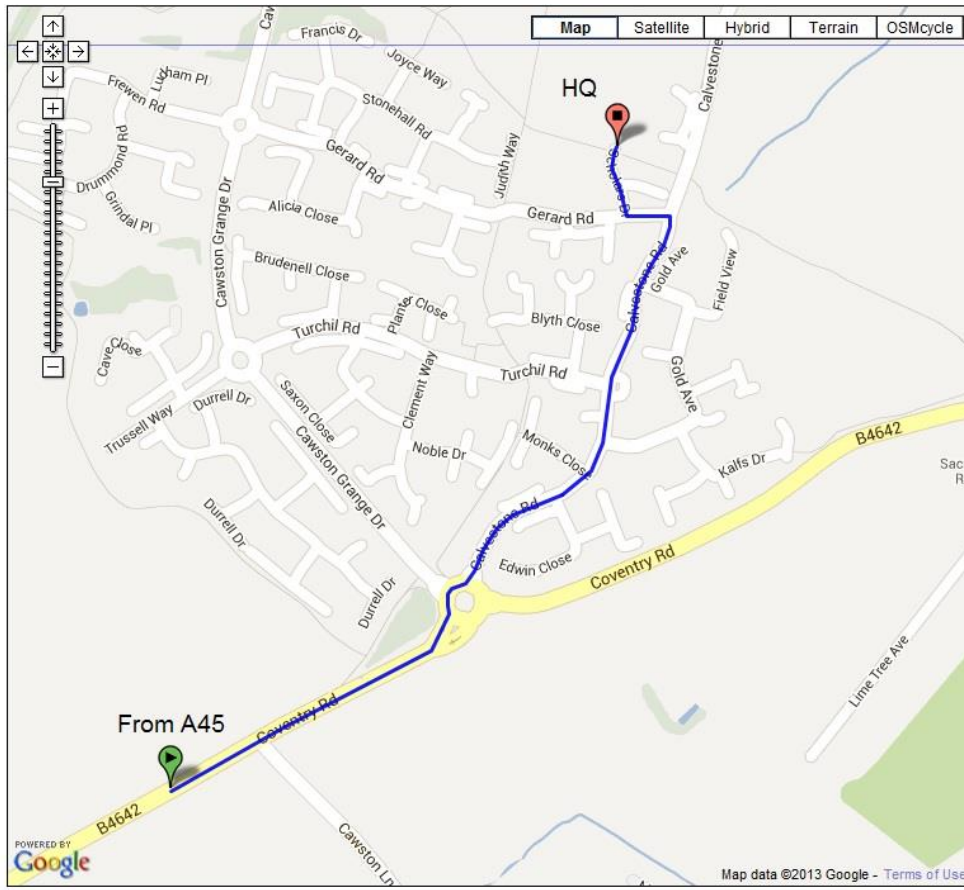 Map
Satellite
Hybrid
Terrain
OSMcycle
Francis Dr
Joyce Way
Calvestone
Frewen Rd
Stonehall Rd
HQ
Drummond Rd
Gerard Rd
Judith Way
Scholars Dr
Grindal Pl
Alicia Close
Gerard Rd
Cawston Grange Dr
Brudenell Close
Calvestone Rd
Gold Ave
Field View
Close
Blyth Close
Turchil Rd
Cave Close
Turchil Rd
Gold Ave
Saxon Close
Clement Way
Trussell Way
Durrell Dr
Noble Dr
Monks Close
B4642
Kalfs Dr
Cawston Grange Dr
Sac
R
Durrell Dr
Calvestone Rd
Edwin Close
Coventry Rd
Durrell Dr
Lime Tree Ave
From A45
Coventry Rd
B4642
Cawston Ln
POWERED BY
Google
Map data ©2013 Google - Terms of Use